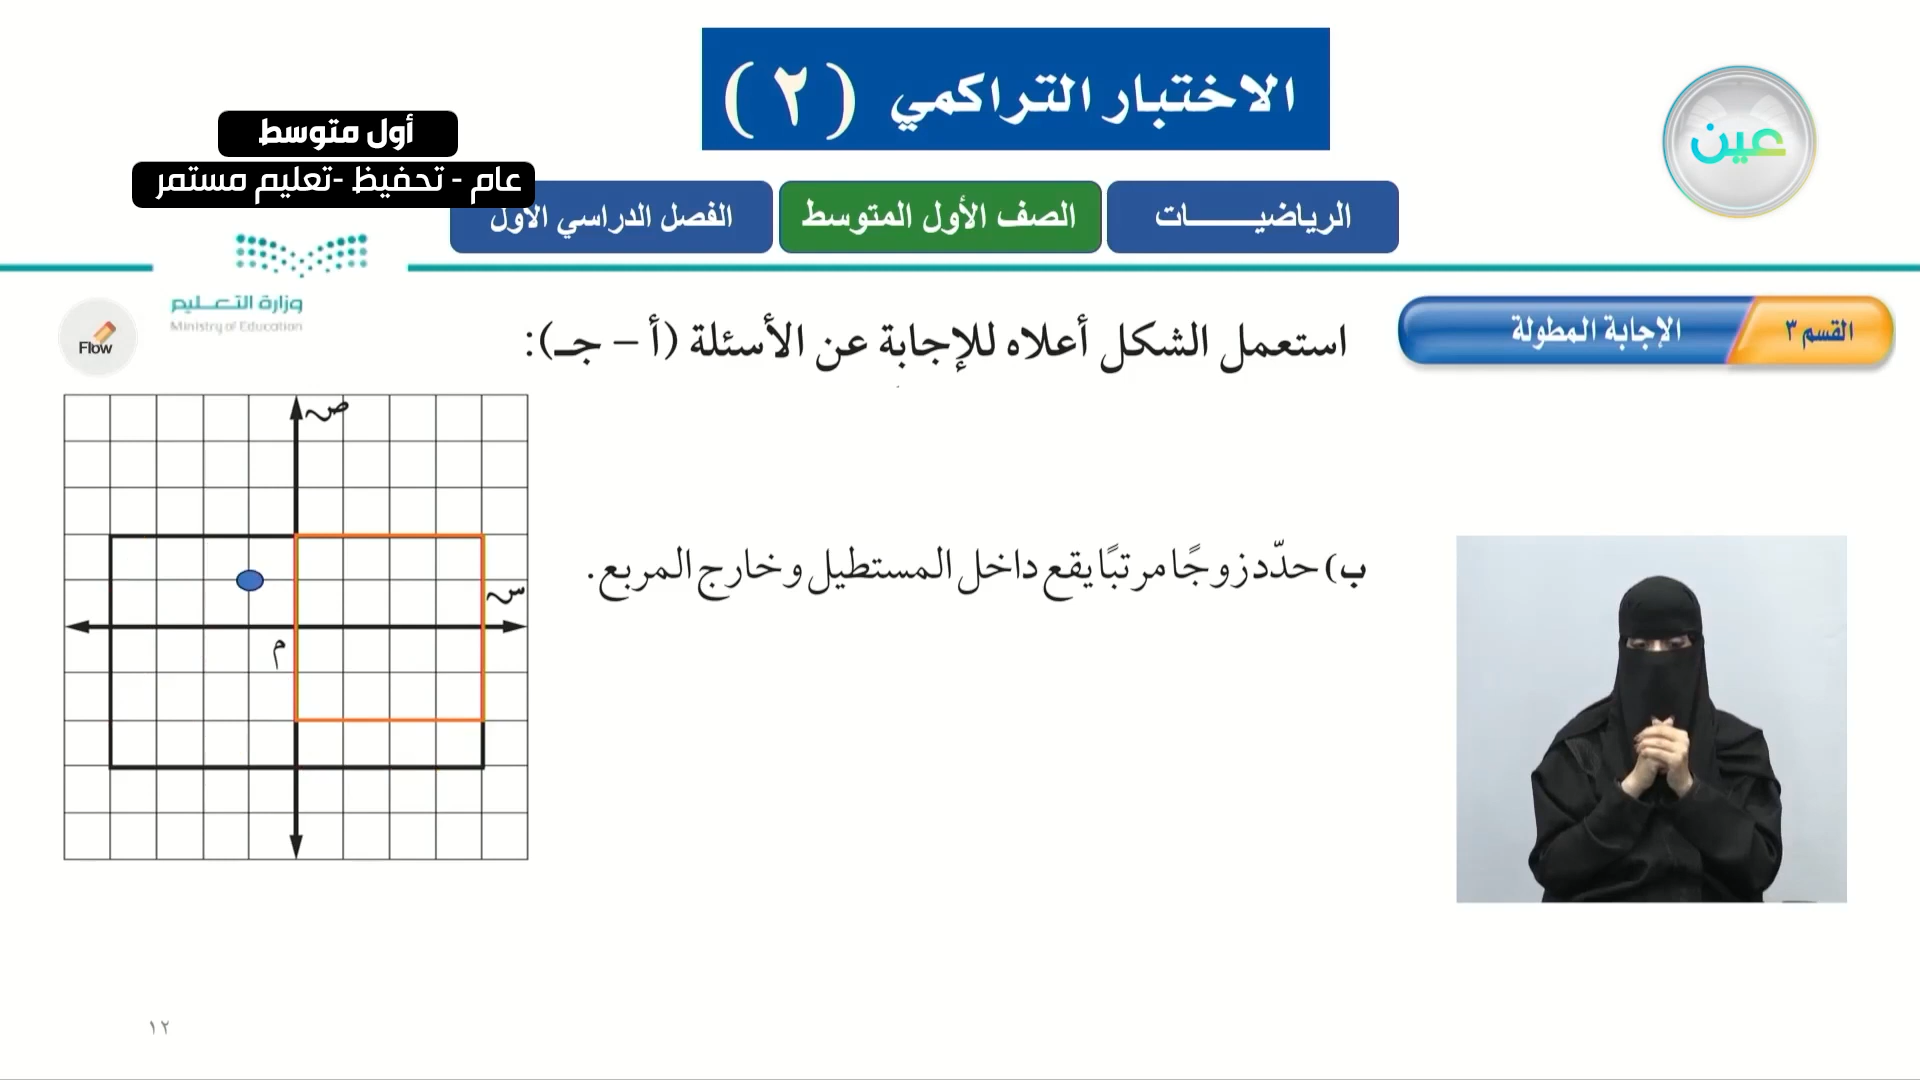 الاختبار التراكمي (٢)
عين
أول متوسط
عام - تحفيظ -تعليم مستمر
الرياضيـــــــات
الصف الأول المتوسط
الفصل الدراسي الأول
وزارة التعـــليم
Ministry of Education
Flow
القسم ٣
الإجابة المطولة
استعمل الشكل أعلاه للإجابة عن الأسئلة (أ – جـ):
ص
س
م
ب) حدّد زوجًا مرتبًا يقع داخل المستطيل وخارج المربع.
١٢